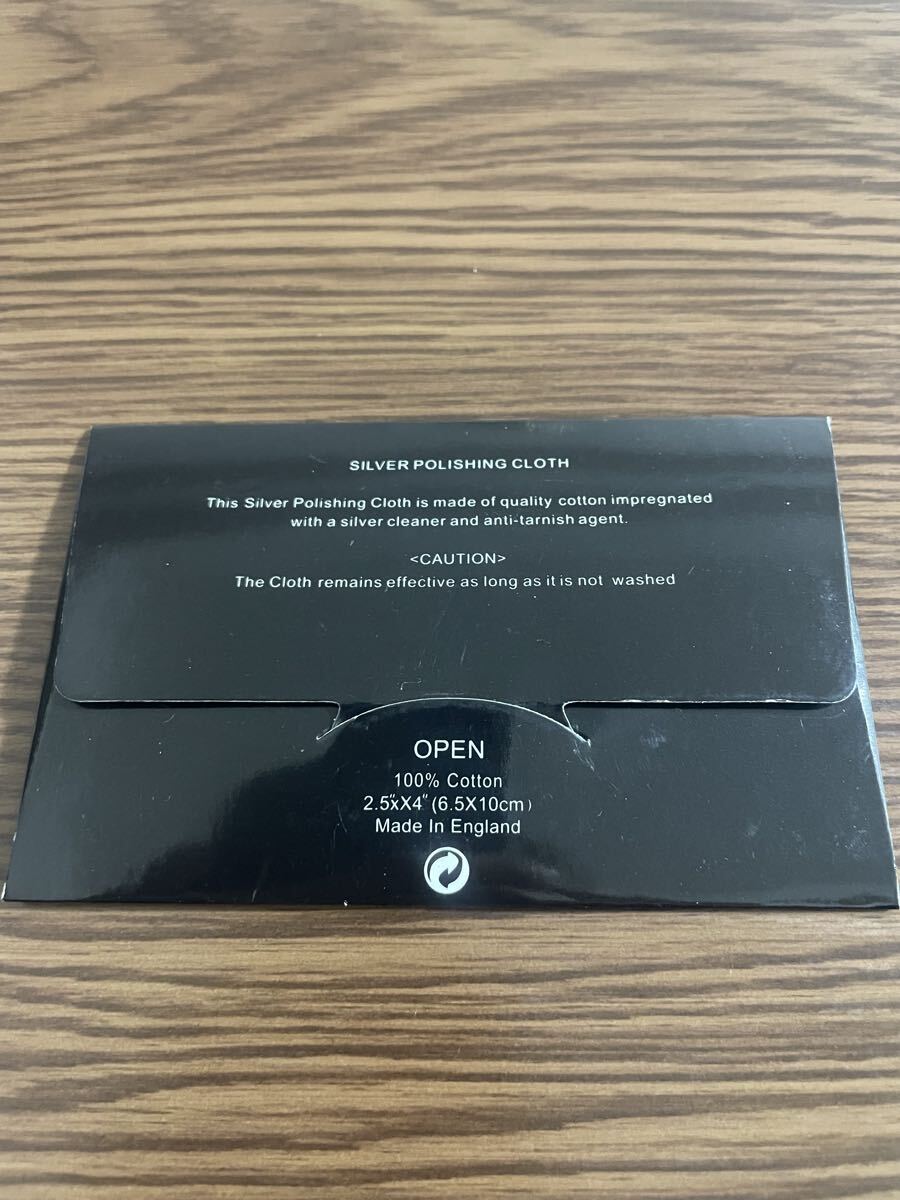 SILVER POLISHING CLOTH
This Silver Polishing Cloth is made of quality cotton impregnated
with a silver cleaner and anti-tarnish agent.
<CAUTION>
The Cloth remains effective as long as it is not washed
OPEN
100% Cotton
2.5"xX4" (6.5X10cm)
Made In England